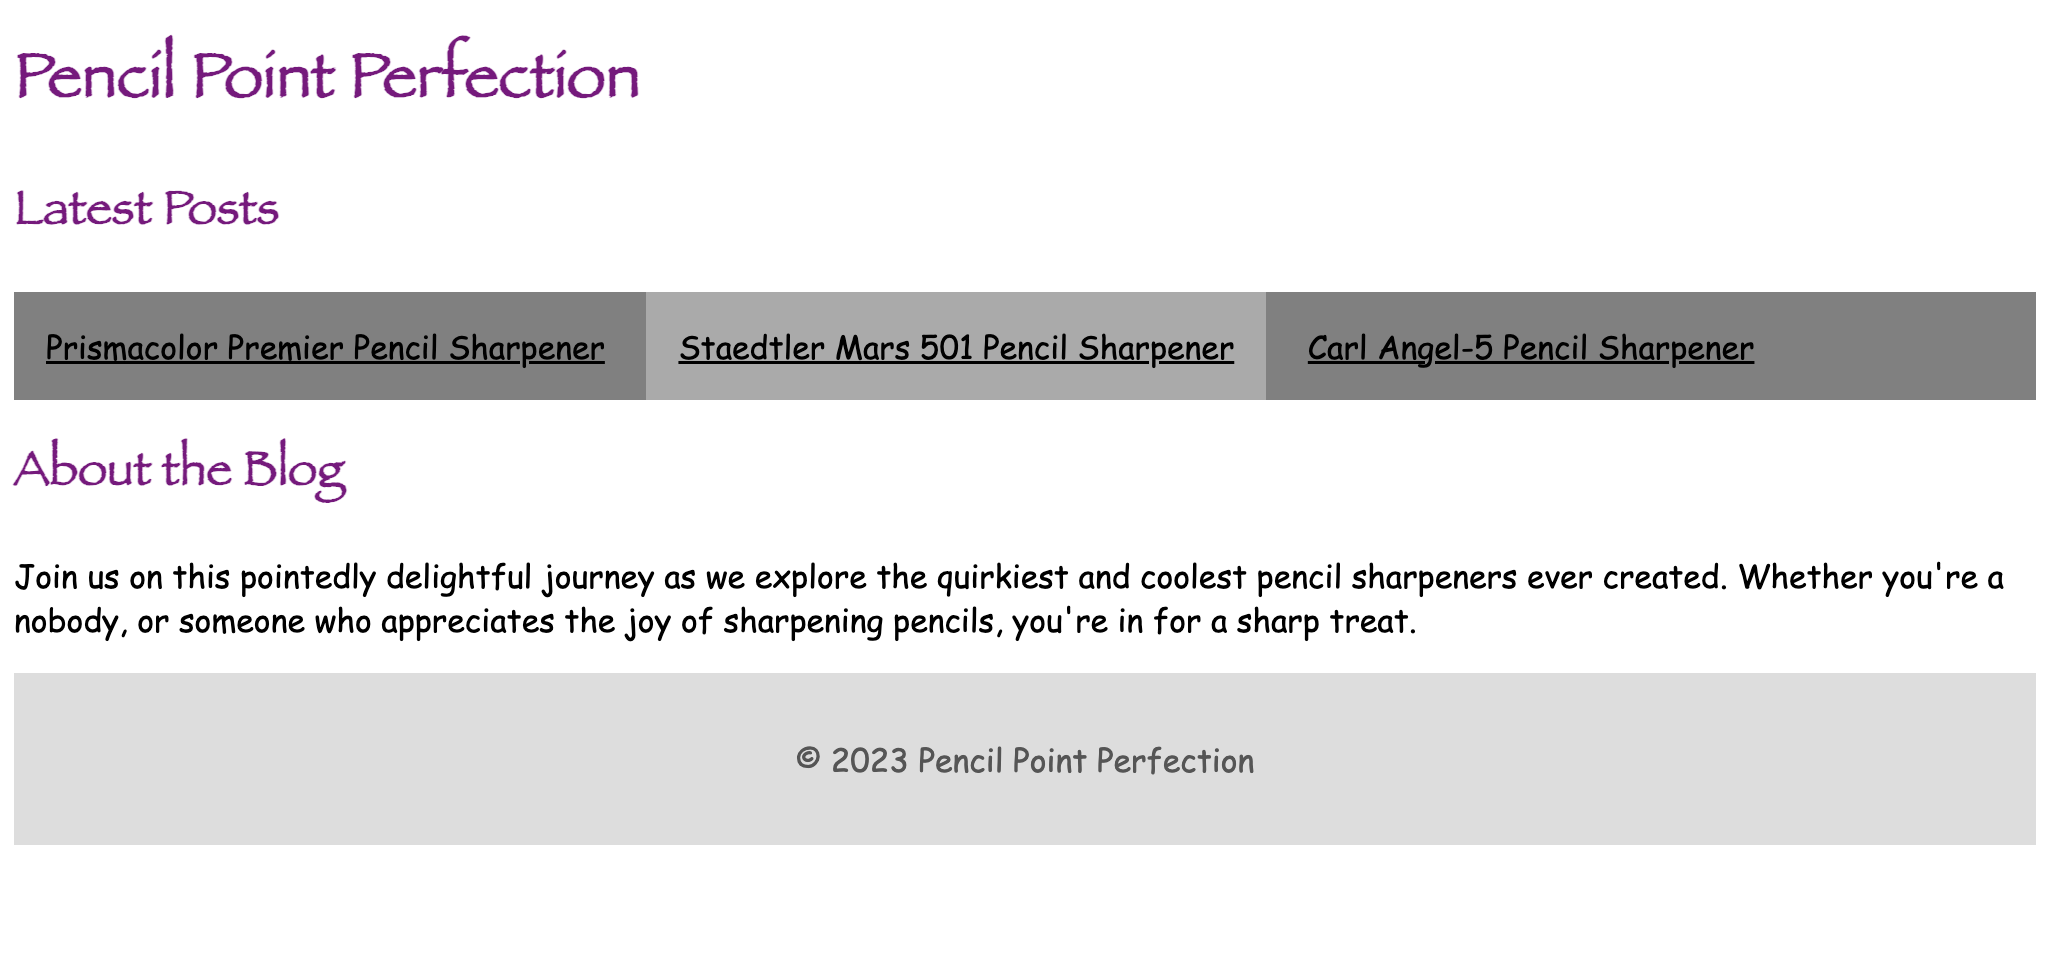 Pencil Point Perfection
Latest Posts
Prismacolor Premier Pencil Sharpener
Staedtler Mars 501 Pencil Sharpener
Carl Angel-5 Pencil Sharpener
About the Blog
Join us on this pointedly delightful journey as we explore the quirkiest and coolest pencil sharpeners ever created. Whether you're a
nobody, or someone who appreciates the joy of sharpening pencils, you're in for a sharp treat.
© 2023 Pencil Point Perfection